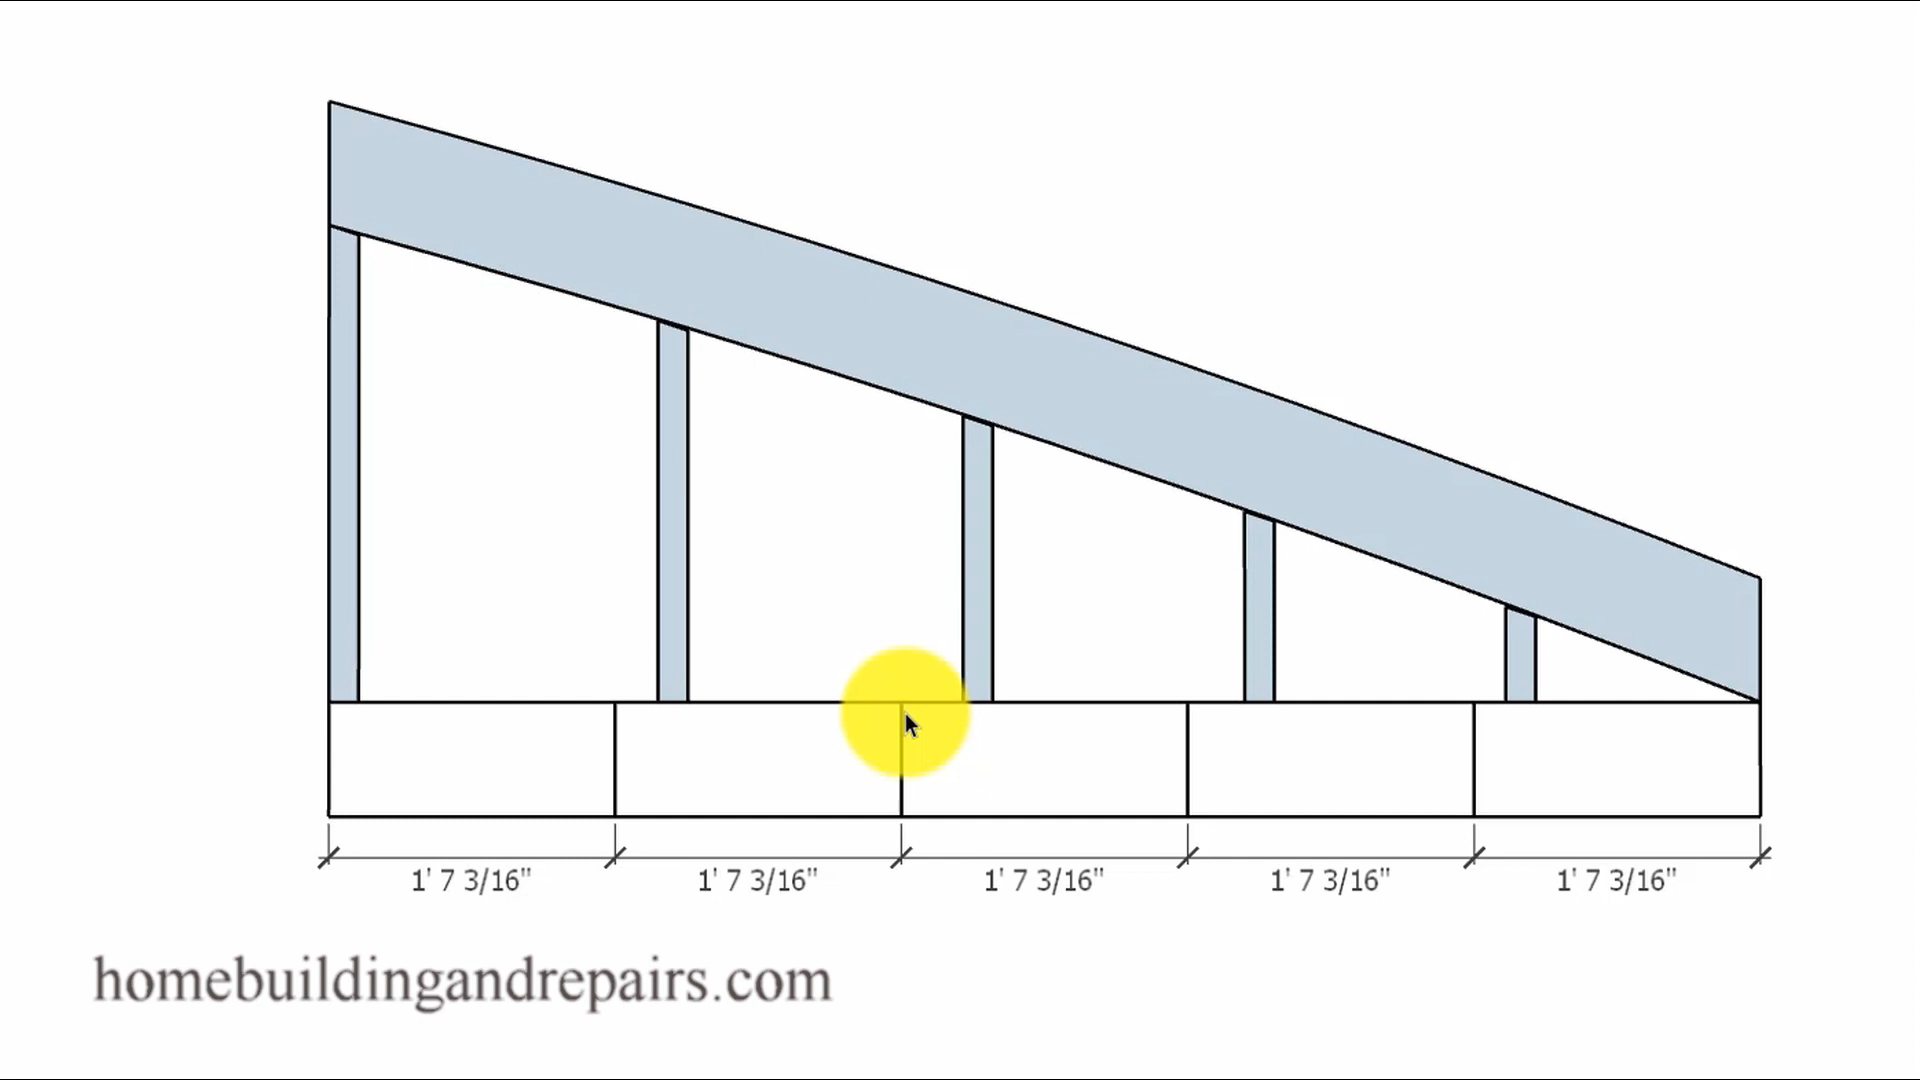 1' 7 3/16" 1' 7 3/16" 1' 7 3/16" 1' 7 3/16" 1' 7 3/16"
homebuildingandrepairs.com